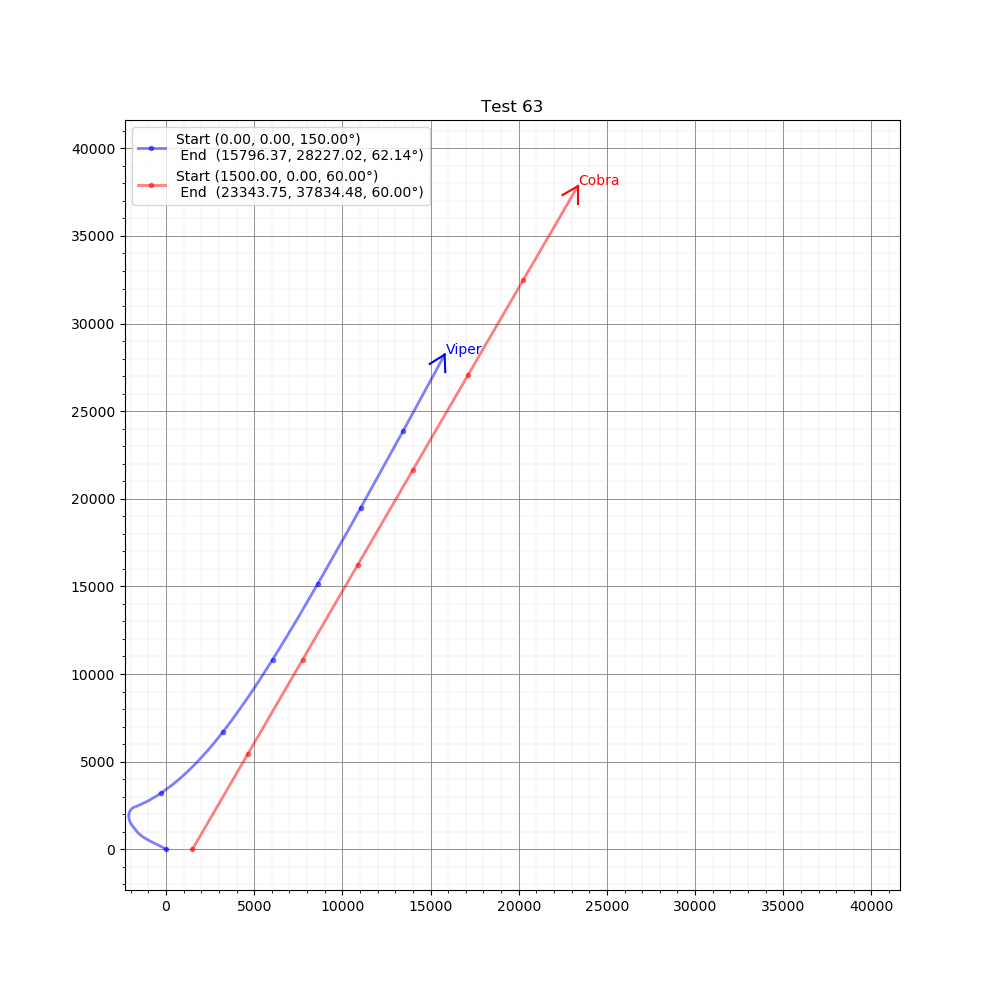 Test 63
Start (0.00, 0.00, 150.00°)
End (15796.37, 28227.02, 62.14°)
Start (1500.00, 0.00, 60.00°)
End (23343.75, 37834.48, 60.00°)
40000
35000
30000
25000
20000
15000
10000
5000
0
Cobra
Viper
0 5000 10000 15000 20000 25000 30000 35000 40000